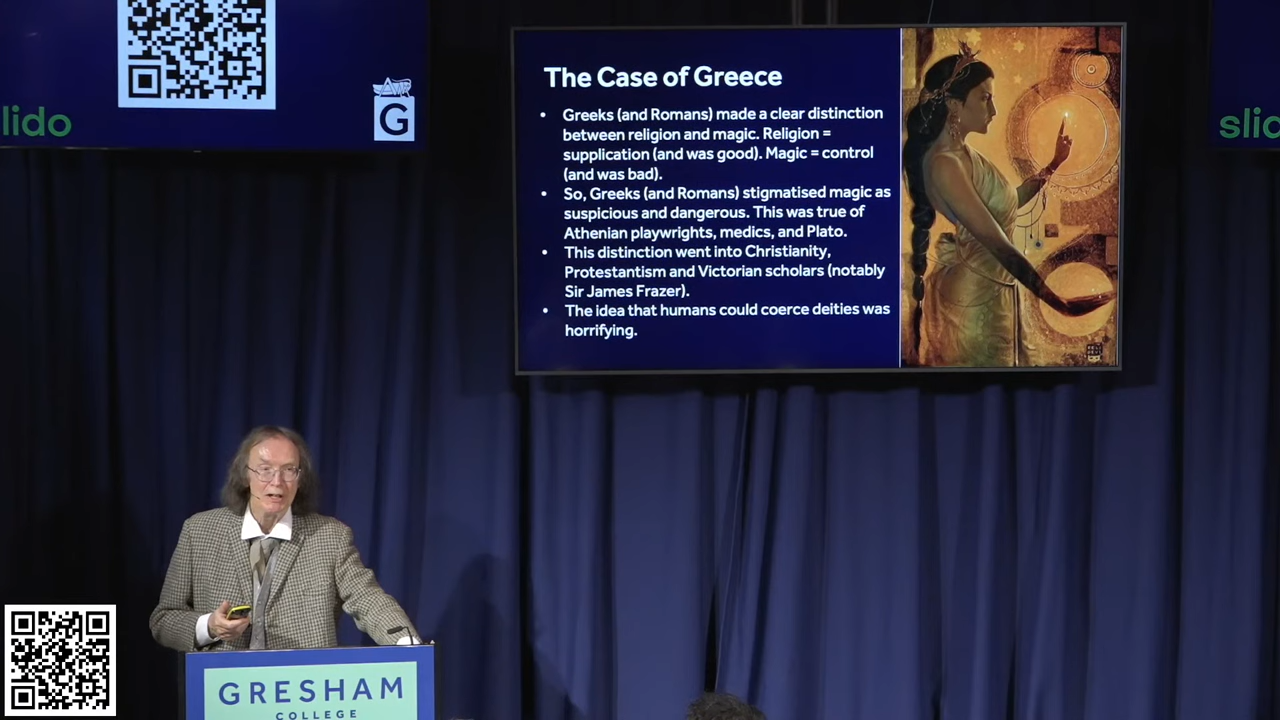 lido
G
The Case of Greece
• Greeks (and Romans) made a clear distinction
between religion and magic. Religion =
supplication (and was good). Magic = control
(and was bad).
• So, Greeks (and Romans) stigmatised magic as
suspicious and dangerous. This was true of
Athenian playwrights, medics, and Plato.
• This distinction went into Christianity,
Protestantism and Victorian scholars (notably
Sir James Frazer).
• The idea that humans could coerce deities was
horrifying.
slid
GRESHAM
COLLEGE